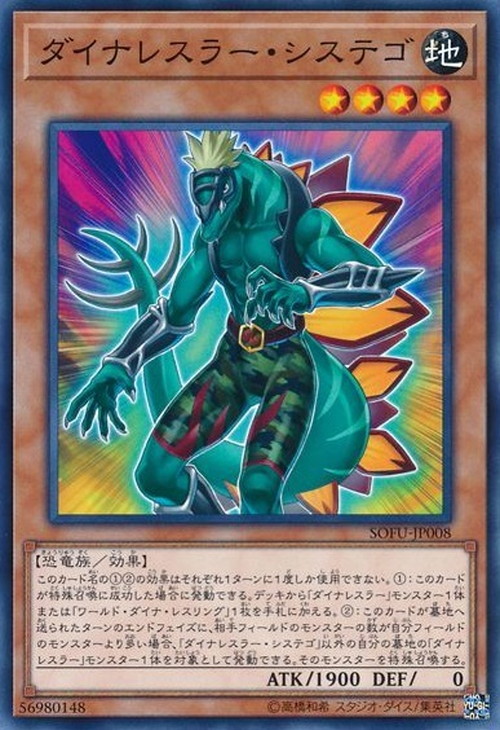 ダイナレスラー・システゴ
地
SOFU-JP008
【恐竜族／効果】
このカード名の①②の効果はそれぞれ1ターンに1度しか使用できない。①：このカード
が特殊召喚に成功した場合に発動できる。デッキから「ダイナレスラー」モンスター1体
または「ワールド・ダイナ・レスリング」1枚を手札に加える。②：このカードが墓地へ
送られたターンのエンドフェイズに、相手フィールドのモンスターの数が自分フィールド
のモンスターより多い場合、「ダイナレスラー・システゴ」以外の自分の墓地の「ダイナ
レスラー」モンスター1体を対象として発動できる。そのモンスターを特殊召喚する。
ATK/1900 DEF/ 0
56980148 ©高橋和希 スタジオ・ダイス/集英社